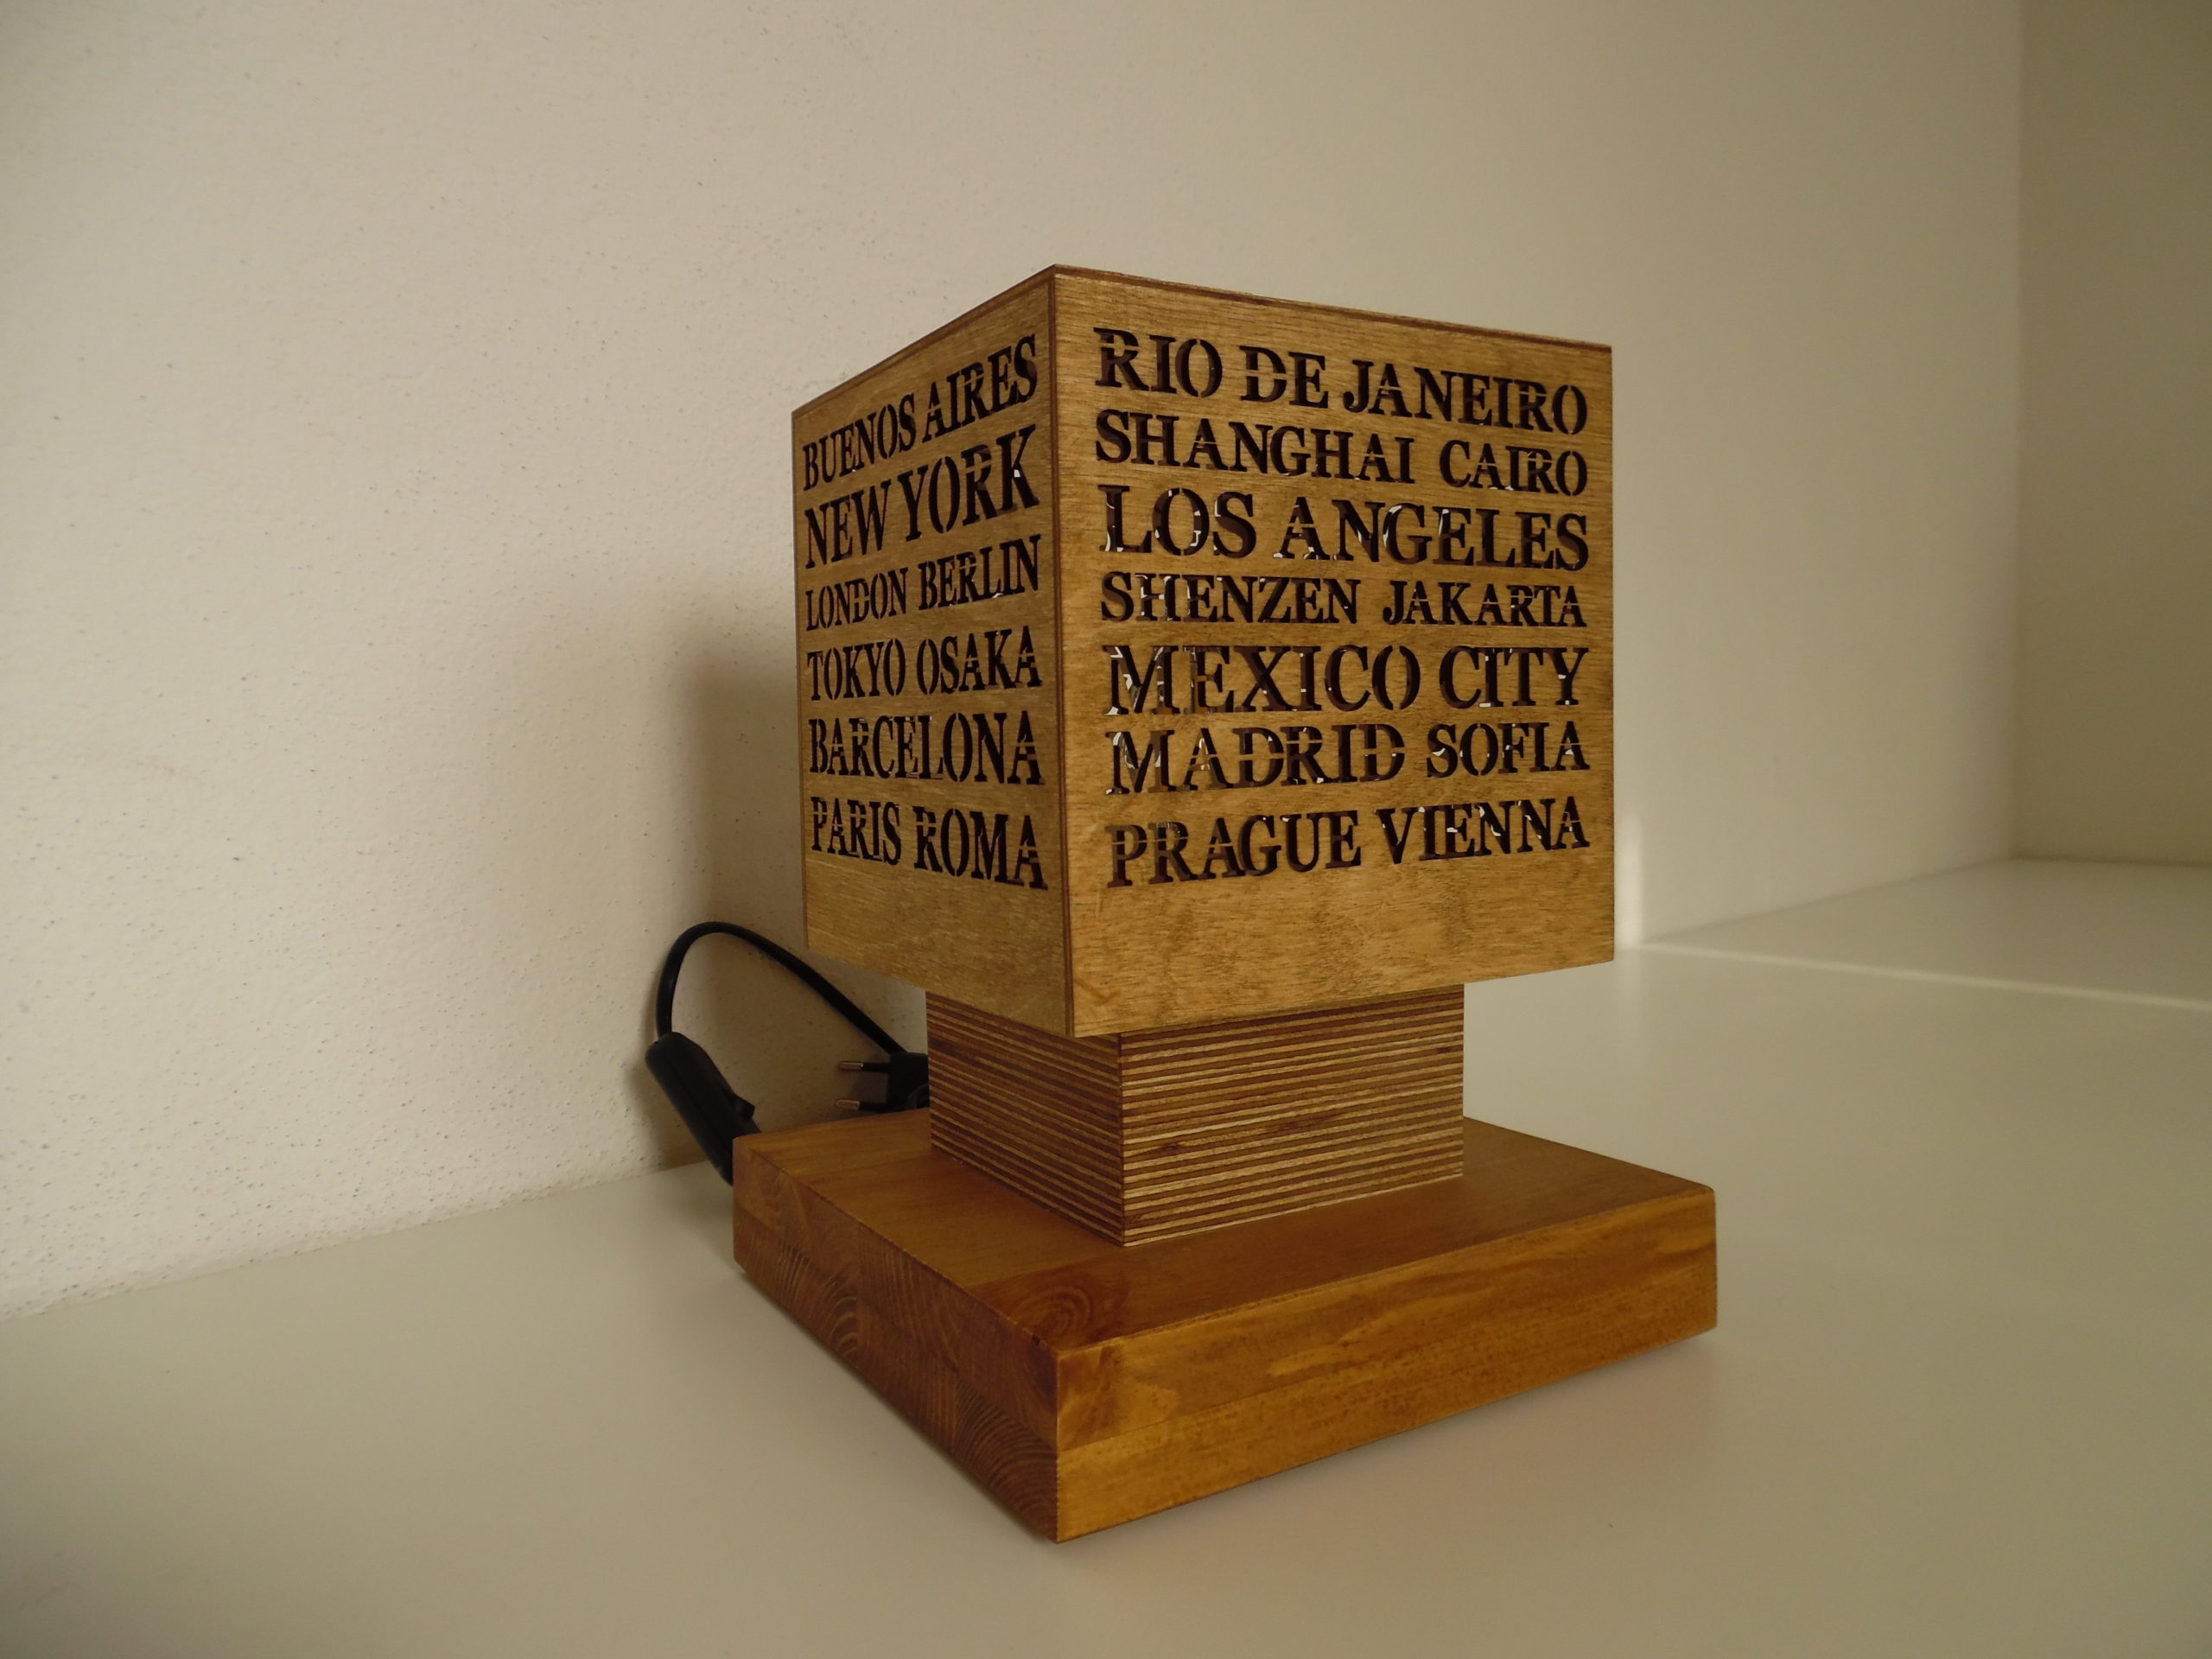 BUENOS AIRES
NEW YORK
LONDON BERLIN
TOKYO OSAKA
BARCELONA
PARIS ROMA
RIO DE JANEIRO
SHANGHAI CAIRO
LOS ANGELES
SHENZEN JAKARTA
MEXICO CITY
MADRID SOFIA
PRAGUE VIENNA